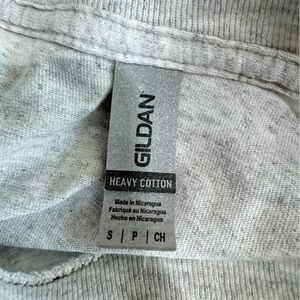 GILDAN
HEAVY COTTON
Made in Nicaragua
Fabriqué au Nicaragua
Hecho en Nicaragua
S | P | CH